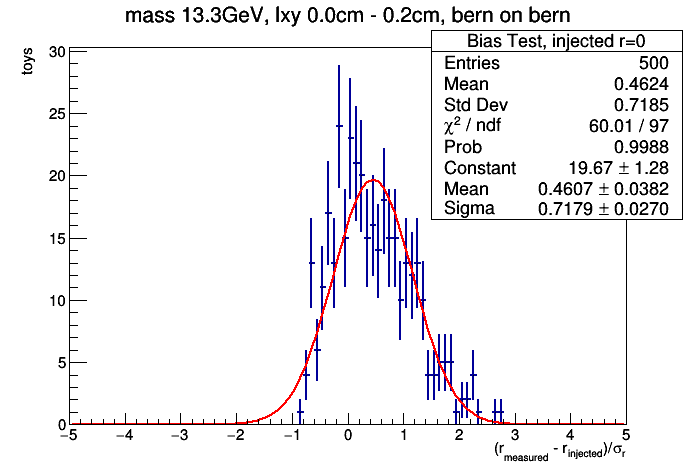 mass 13.3GeV, lxy 0.0cm - 0.2cm, bern on bern
Bias Test, injected r=0
Entries 500
Mean 0.4624
Std Dev 0.7185
χ² / ndf 60.01 / 97
Prob 0.9988
Constant 19.67 ± 1.28
Mean 0.4607 ± 0.0382
Sigma 0.7179 ± 0.0270
toys
30
25
20
15
10
5
0
−5 −4 −3 −2 −1 0 1 2 3 4 5
(r_measured - r_injected)/σ_r